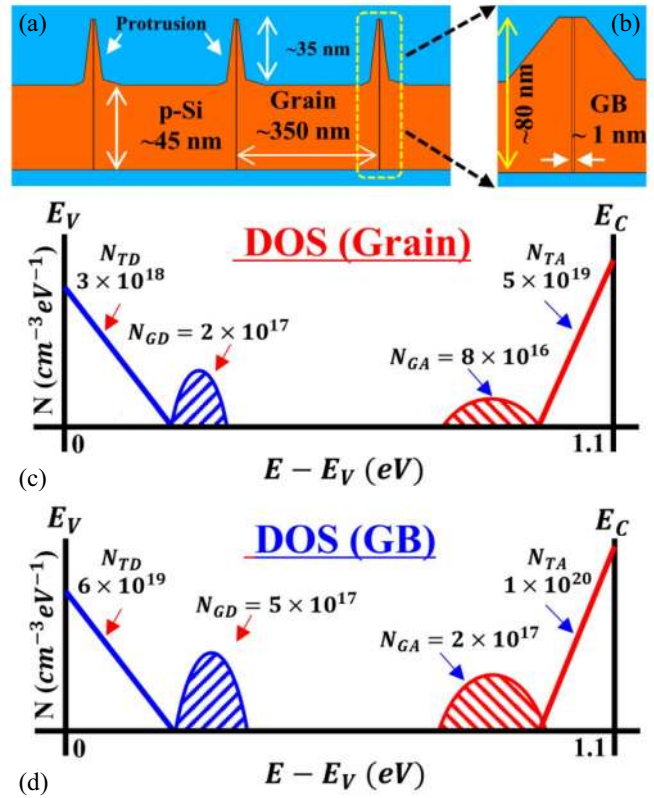 (a)
Protrusion
~35 nm
p-Si
~45 nm
Grain
~350 nm
(b)
~80 nm
GB
~ 1 nm
E_V
DOS (Grain)
E_C
N_TD
3 × 10^18
N_GD = 2 × 10^17
N_TA
5 × 10^19
N_GA = 8 × 10^16
N (cm^−3 eV^−1)
0
1.1
E − E_V (eV)
(c)
E_V
DOS (GB)
E_C
N_TD
6 × 10^19
N_GD = 5 × 10^17
N_TA
1 × 10^20
N_GA = 2 × 10^17
N (cm^−3 eV^−1)
0
1.1
E − E_V (eV)
(d)